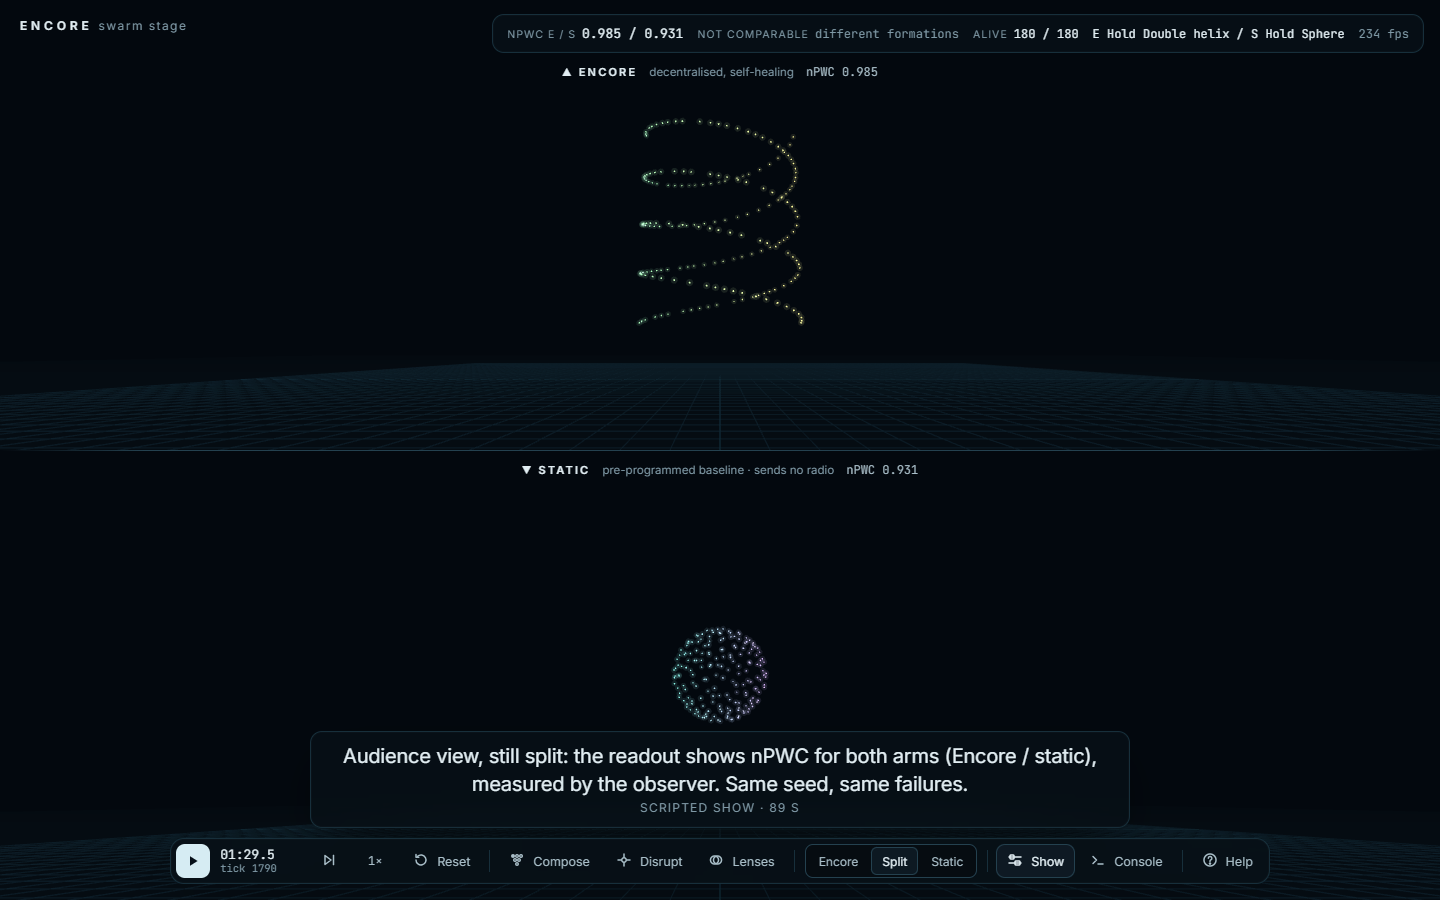 ENCORE swarm stage
NPWC E / S 0.985 / 0.931 NOT COMPARABLE different formations ALIVE 180 / 180 E Hold Double helix / S Hold Sphere 234 fps
▲ ENCORE decentralised, self-healing nPWC 0.985
▼ STATIC pre-programmed baseline · sends no radio nPWC 0.931
Audience view, still split: the readout shows nPWC for both arms (Encore / static),
measured by the observer. Same seed, same failures.
SCRIPTED SHOW · 89 S
01:29.5
tick 1790
1×
Reset
Compose
Disrupt
Lenses
Encore
Split
Static
Show
Console
Help